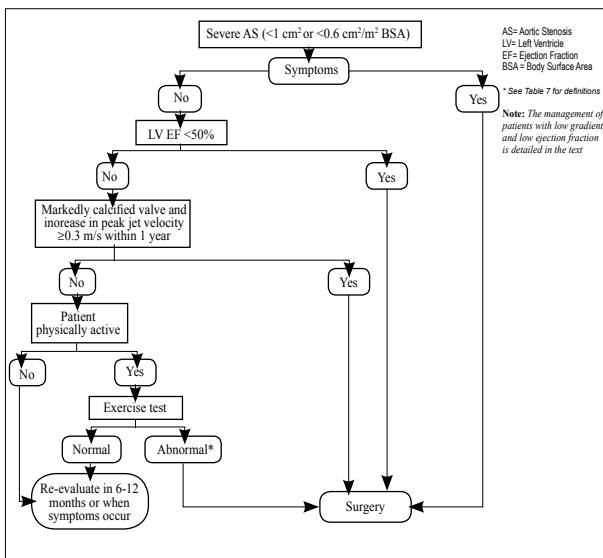 Severe AS (<1 cm² or <0.6 cm²/m² BSA)
Symptoms
No
Yes
LV EF <50%
No
Yes
Markedly calcified valve and
increase in peak jet velocity
≥0.3 m/s within 1 year
No
Yes
Patient
physically active
No
Yes
Exercise test
Normal
Abnormal*
Re-evaluate in 6-12
months or when
symptoms occur
Surgery
AS= Aortic Stenosis
LV= Left Ventricle
EF= Ejection Fraction
BSA = Body Surface Area
* See Table 7 for definitions
Note: The management of
patients with low gradient
and low ejection fraction
is detailed in the text